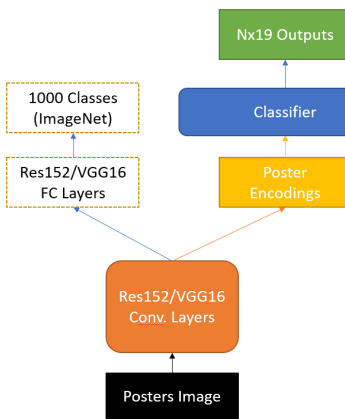 Nx19 Outputs
1000 Classes
(ImageNet)
Classifier
Res152/VGG16
FC Layers
Poster
Encodings
Res152/VGG16
Conv. Layers
Posters Image